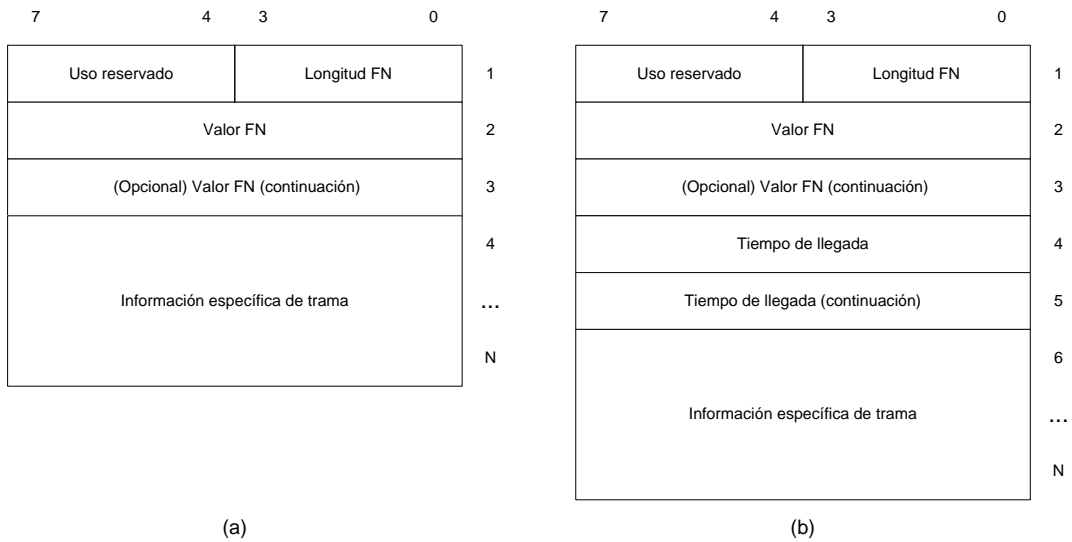 7 4 3 0
Uso reservado Longitud FN 1
Valor FN 2
(Opcional) Valor FN (continuación) 3
4
Información específica de trama ...
N
(a)
7 4 3 0
Uso reservado Longitud FN 1
Valor FN 2
(Opcional) Valor FN (continuación) 3
Tiempo de llegada 4
Tiempo de llegada (continuación) 5
6
Información específica de trama ...
N
(b)